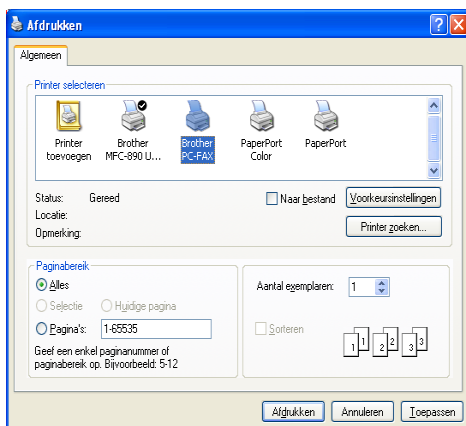 Afdrukken
Algemeen
Printer selecteren
Printer toevoegen
Brother MFC-890 U...
Brother PC-FAX
PaperPort Color
PaperPort
Status: Gereed
Locatie:
Opmerking:
Naar bestand
Voorkeursinstellingen
Printer zoeken...
Paginabereik
Alles
Selectie
Huidige pagina
Pagina's: 1-65535
Geef een enkel paginanummer of
paginabereik op. Bijvoorbeeld: 5-12
Aantal exemplaren: 1
Sorteren
1 1 2 2 3 3
Afdrukken
Annuleren
Toepassen